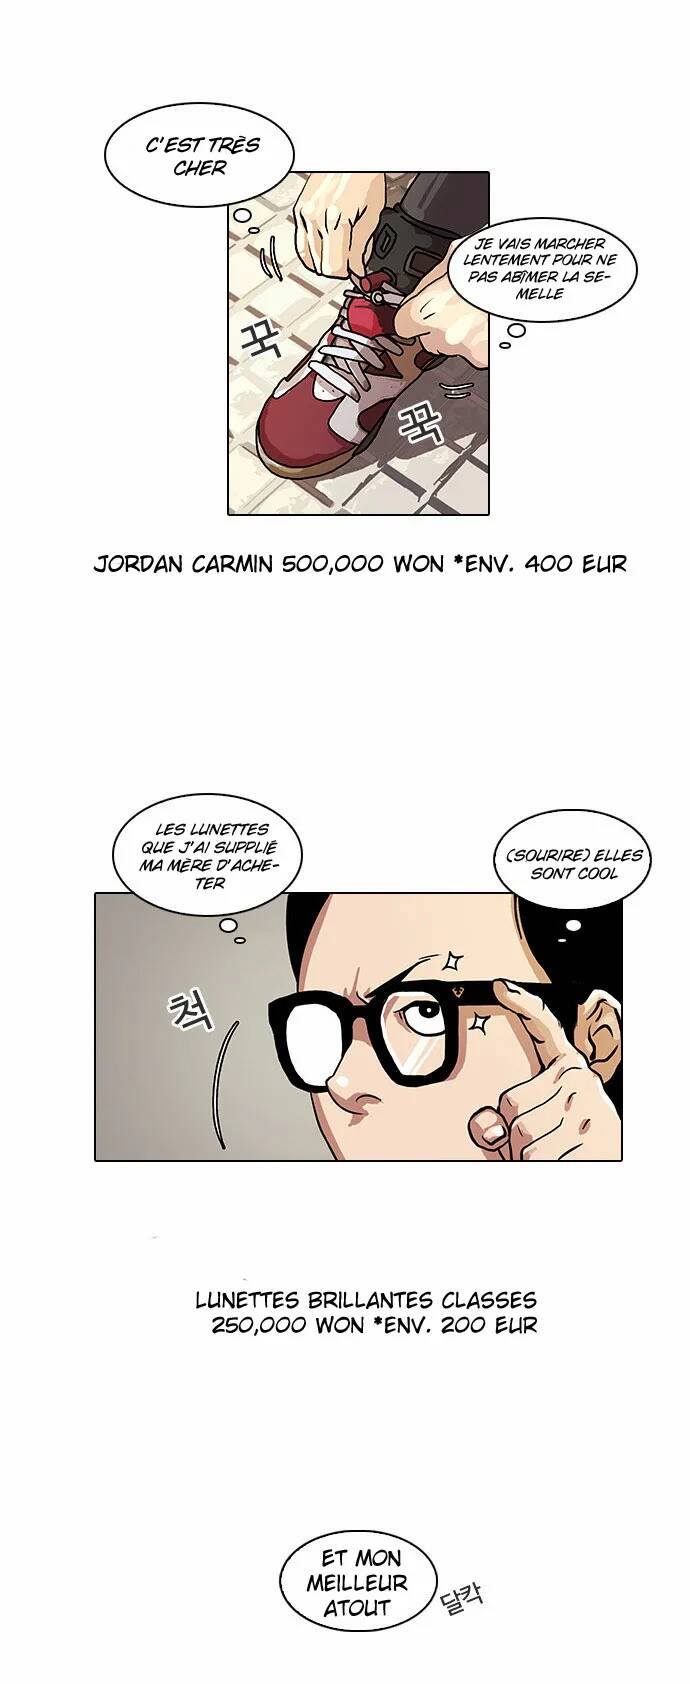 C'EST TRÈS
CHER
JE VAIS MARCHER
LENTEMENT POUR NE
PAS ABÎMER LA SE-
MELLE
꾹
꾹
JORDAN CARMIN 500,000 WON *ENV. 400 EUR
LES LUNETTES
QUE J'AI SUPPLIÉ
MA MÈRE D'ACHE-
TER
(SOURIRE) ELLES
SONT COOL
척
LUNETTES BRILLANTES CLASSES
250,000 WON *ENV. 200 EUR
ET MON
MEILLEUR
ATOUT
달칵